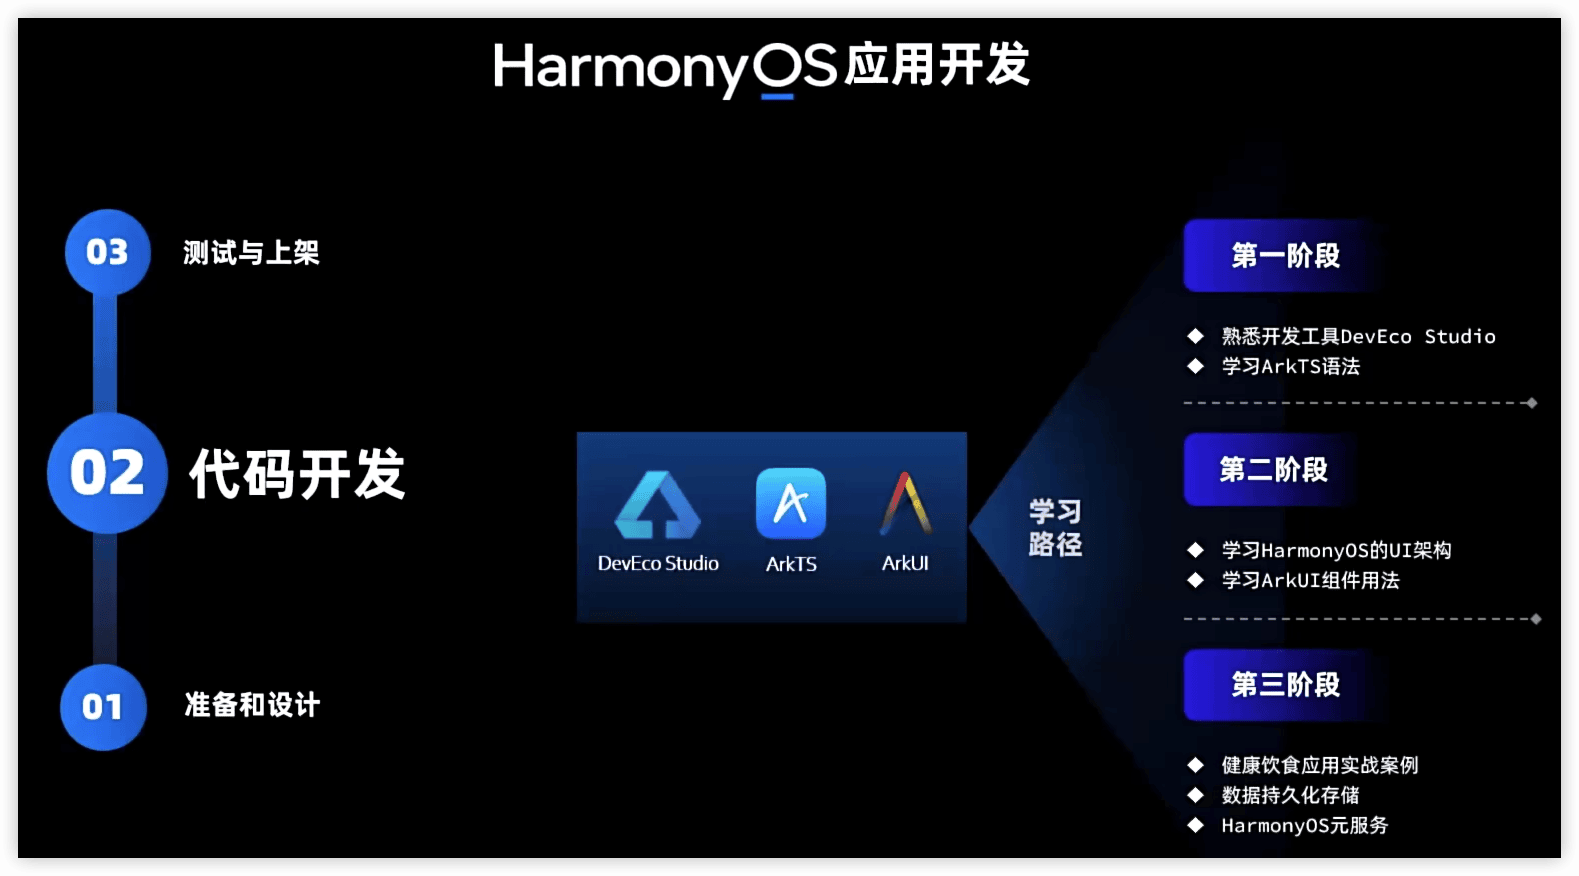 HarmonyOS应用开发
03
测试与上架
02
代码开发
01
准备和设计
DevEco Studio
ArkTS
ArkUI
学习
路径
第一阶段
熟悉开发工具DevEco Studio
学习ArkTS语法
第二阶段
学习HarmonyOS的UI架构
学习ArkUI组件用法
第三阶段
健康饮食应用实战案例
数据持久化存储
HarmonyOS元服务